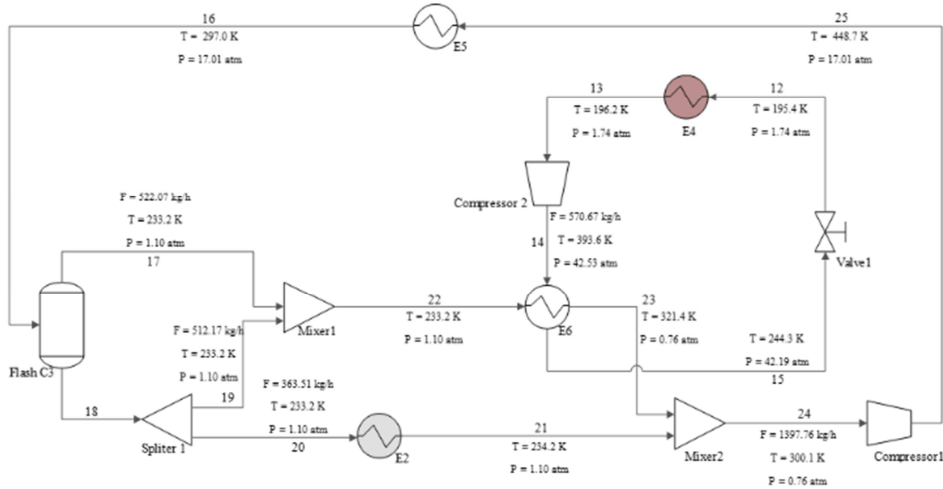 16
T = 297.0 K
P = 17.01 atm
E5
25
T = 448.7 K
P = 17.01 atm
13
T = 196.2 K
P = 1.74 atm
E4
12
T = 195.4 K
P = 1.74 atm
Compressor 2
F = 570.67 kg/h
14
T = 393.6 K
P = 42.53 atm
Valve1
F = 522.07 kg/h
T = 233.2 K
P = 1.10 atm
17
Flash C3
Mixer1
22
T = 233.2 K
P = 1.10 atm
E6
23
T = 321.4 K
P = 0.76 atm
T = 244.3 K
P = 42.19 atm
15
F = 512.17 kg/h
T = 233.2 K
P = 1.10 atm
19
18
Spliter 1
F = 363.51 kg/h
T = 233.2 K
P = 1.10 atm
20
E2
21
T = 234.2 K
P = 1.10 atm
Mixer2
24
F = 1397.76 kg/h
T = 300.1 K
P = 0.76 atm
Compressor1